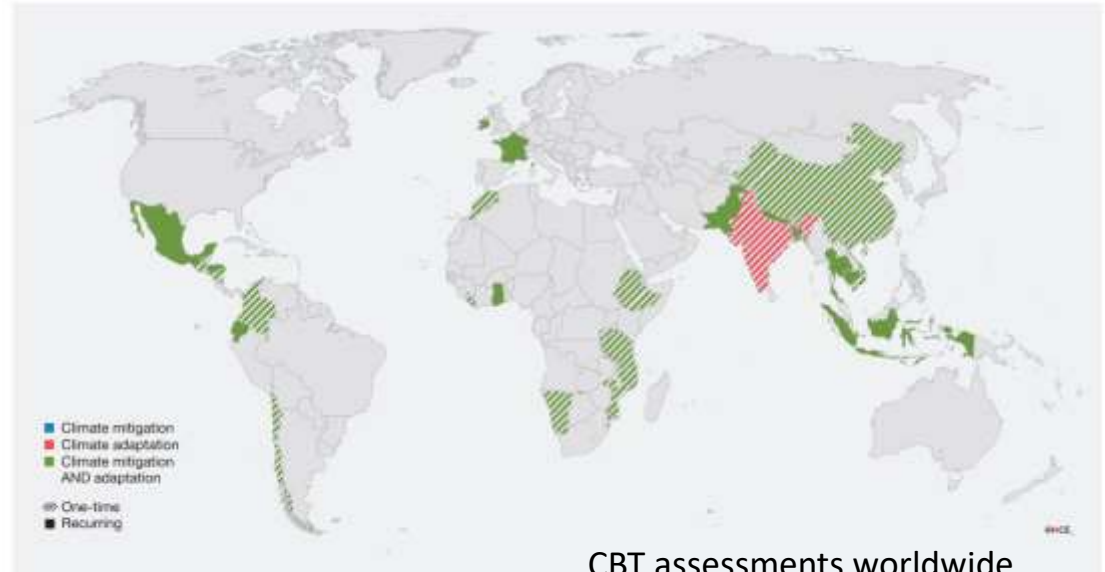 Climate mitigation
Climate adaptation
Climate mitigation
AND adaptation
One-time
Recurring
CBT assessments worldwide